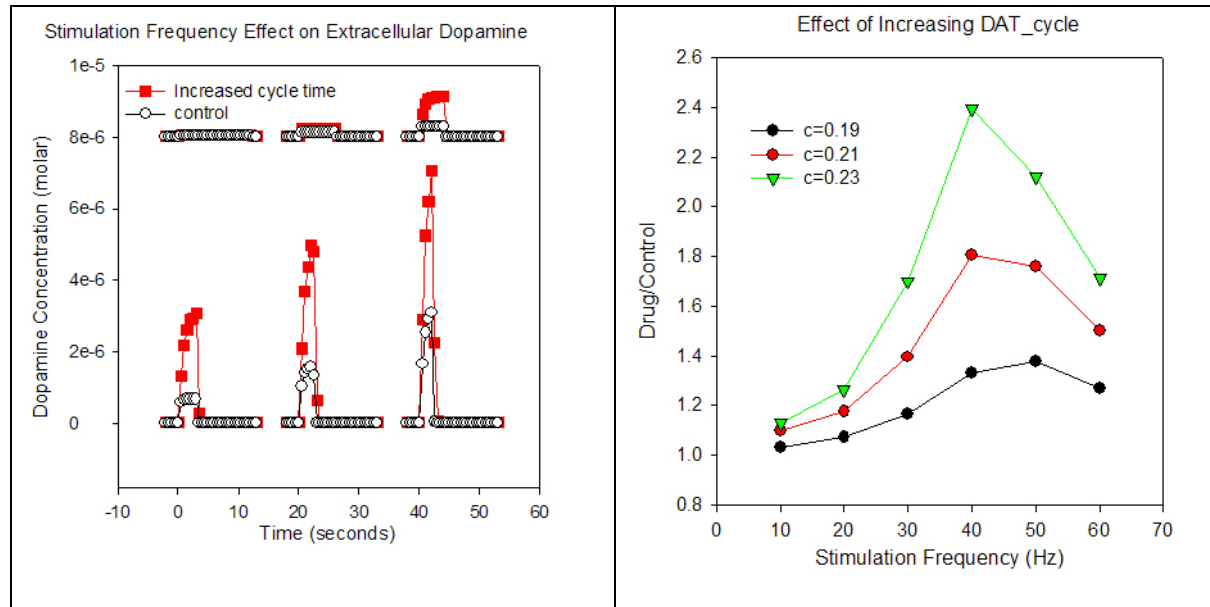 Stimulation Frequency Effect on Extracellular Dopamine
Increased cycle time
control
1e-5
8e-6
6e-6
4e-6
2e-6
0
Dopamine Concentration (molar)
-10 0 10 20 30 40 50 60
Time (seconds)
Effect of Increasing DAT_cycle
c=0.19
c=0.21
c=0.23
2.6
2.4
2.2
2.0
1.8
1.6
1.4
1.2
1.0
0.8
Drug/Control
0 10 20 30 40 50 60 70
Stimulation Frequency (Hz)